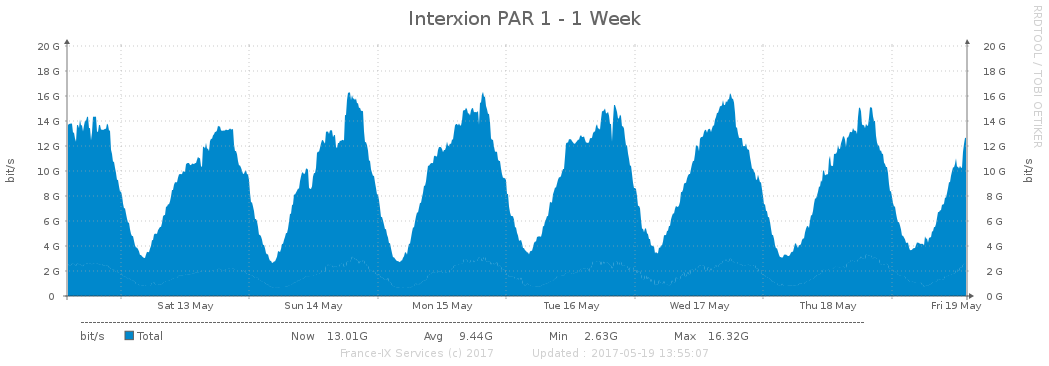 Interxion PAR 1 - 1 Week
RRDTOOL / TOBI OETIKER
bit/s
20 G 20 G
18 G 18 G
16 G 16 G
14 G 14 G
12 G 12 G
10 G 10 G
8 G 8 G
6 G 6 G
4 G 4 G
2 G 2 G
0 0 G
bit/s
Sat 13 May Sun 14 May Mon 15 May Tue 16 May Wed 17 May Thu 18 May Fri 19 May
bit/s Total Now 13.01G Avg 9.44G Min 2.63G Max 16.32G
France-IX Services (c) 2017 Updated : 2017-05-19 13:55:07